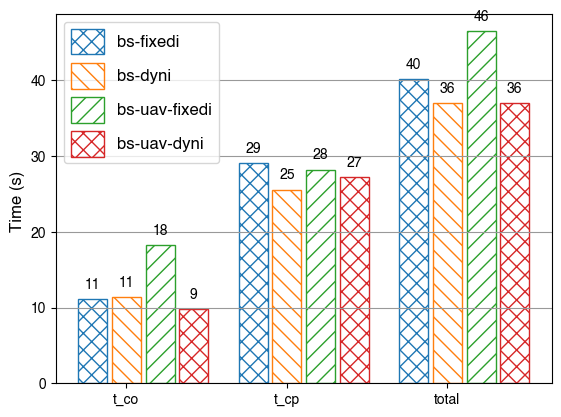 46
bs-fixedi
bs-dyni
bs-uav-fixedi
bs-uav-dyni
40
36
36
29
28
27
25
18
11
11
9
40
30
20
10
0
Time (s)
t_co
t_cp
total